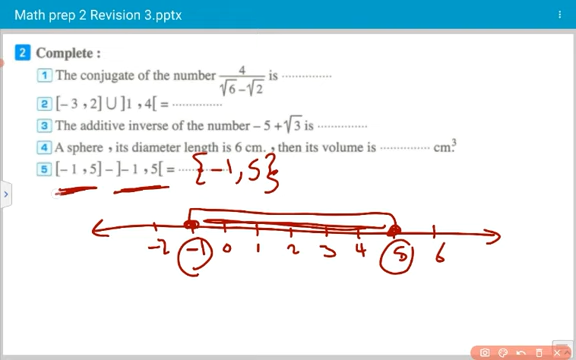 Math prep 2 Revision 3.pptx
2 Complete :
1 The conjugate of the number 4/(√6−√2) is ..............
2 [−3 , 2] ∪ ]1 , 4[ = ..............
3 The additive inverse of the number − 5 + √3 is ..............
4 A sphere , its diameter length is 6 cm. , then its volume is .............. cm.³
5 [−1 , 5] − ]−1 , 5[ = ...... {−1, 5}
−2 −1 0 1 2 3 4 5 6